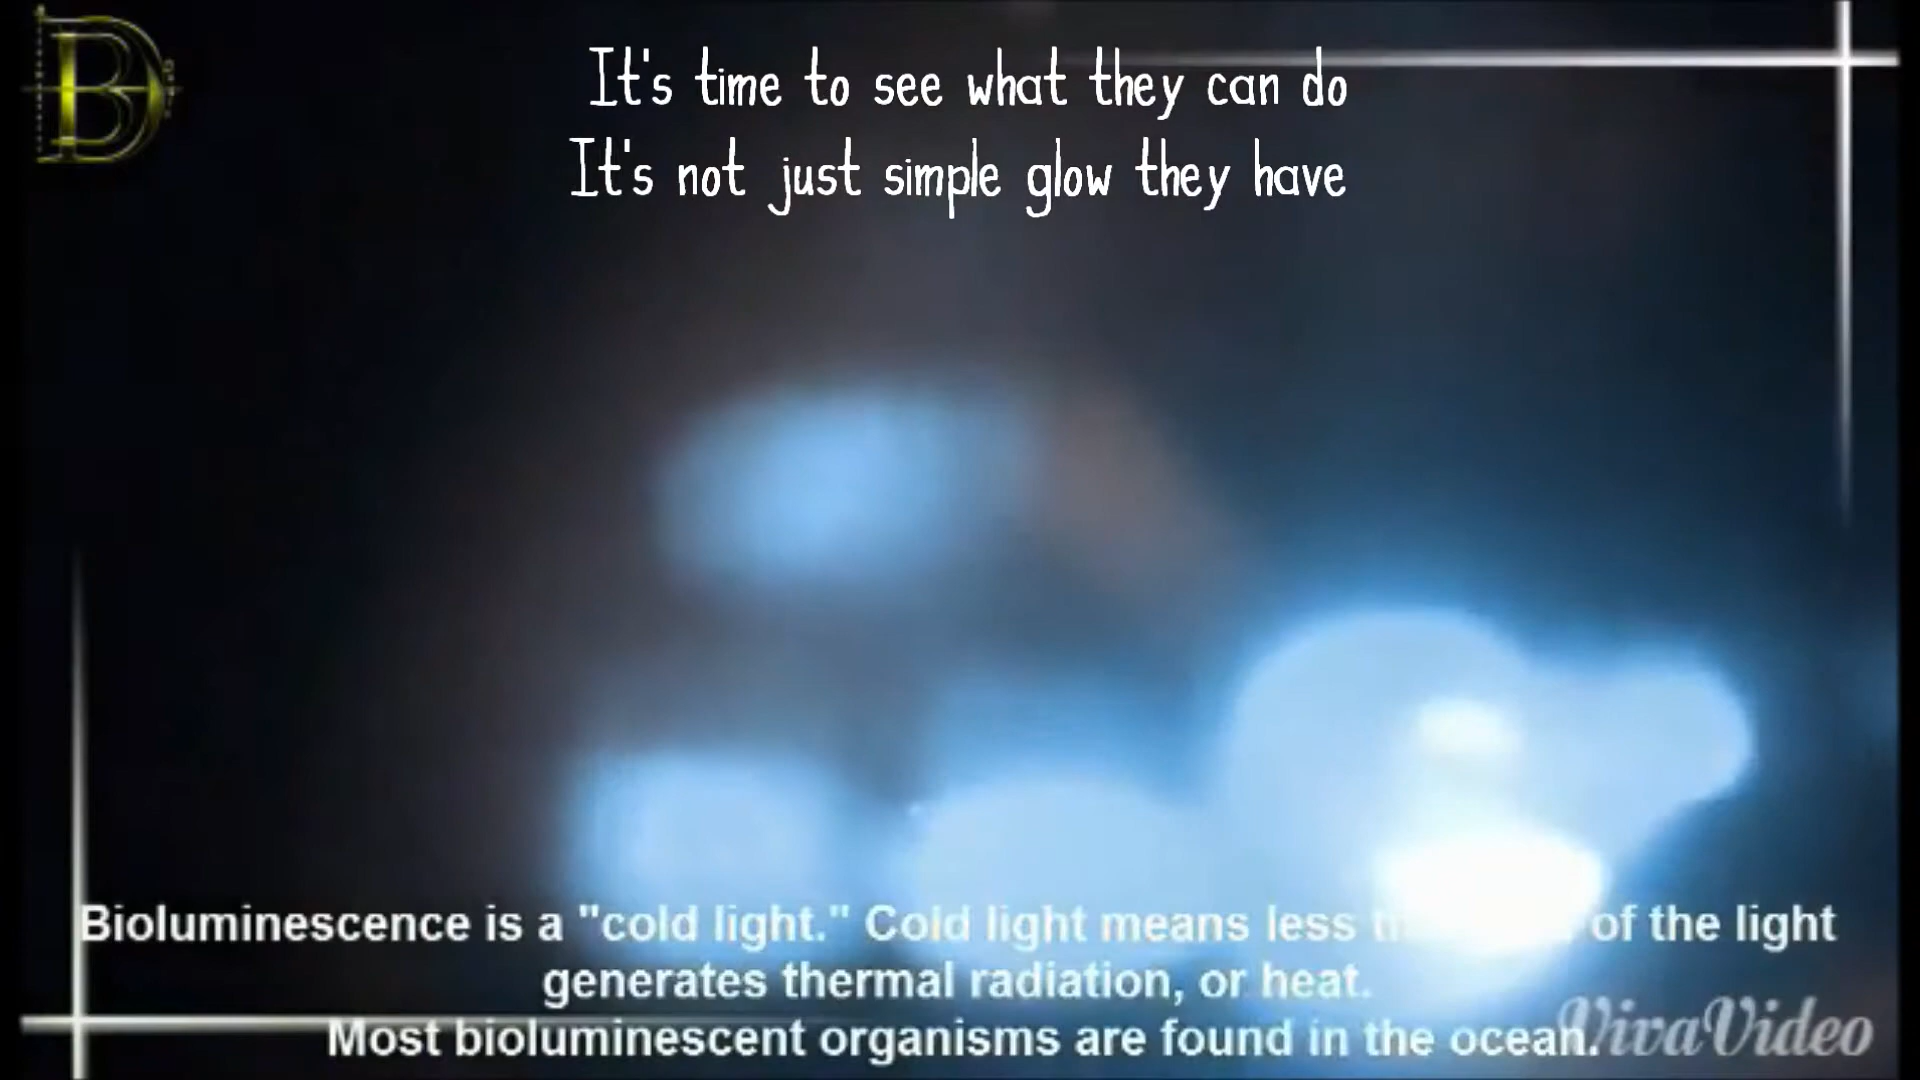 BD
It's time to see what they can do
It's not just simple glow they have
Bioluminescence is a "cold light." Cold light means less of the light
generates thermal radiation, or heat.
Most bioluminescent organisms are found in the ocean.
VivaVideo